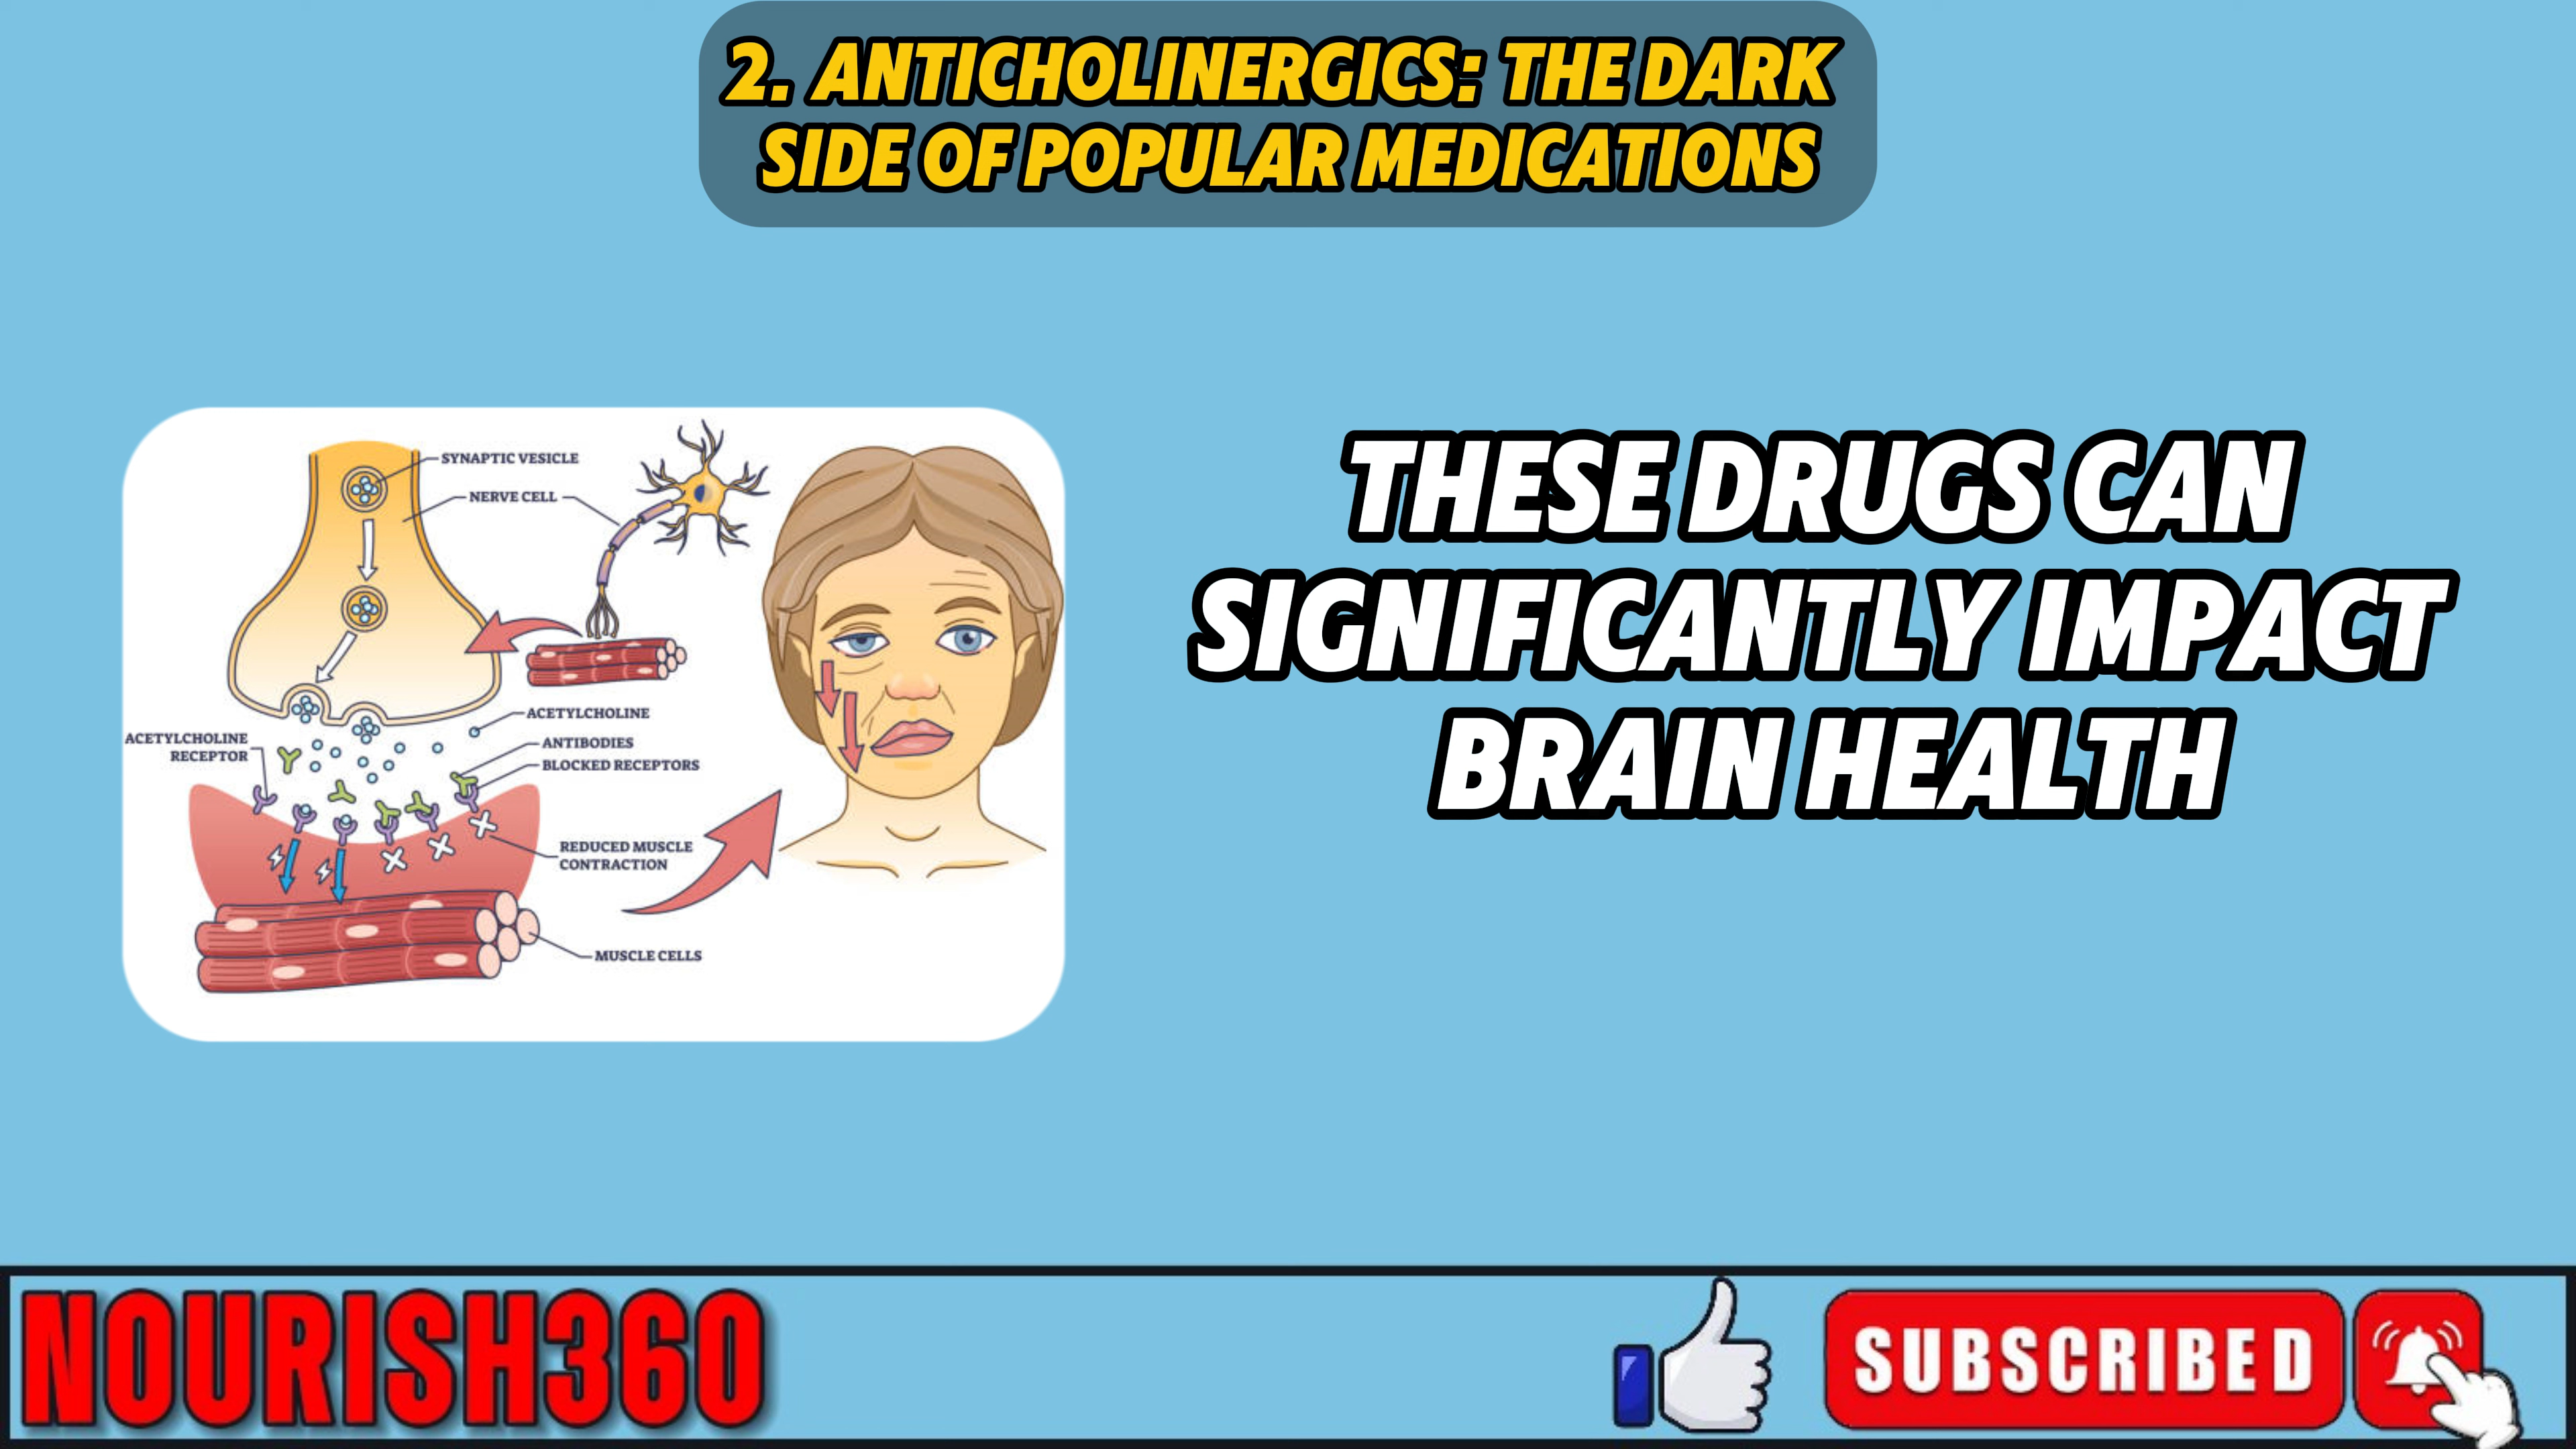 2. ANTICHOLINERGICS: THE DARK
SIDE OF POPULAR MEDICATIONS
SYNAPTIC VESICLE
NERVE CELL
ACETYLCHOLINE
ACETYLCHOLINE
RECEPTOR
ANTIBODIES
BLOCKED RECEPTORS
REDUCED MUSCLE
CONTRACTION
MUSCLE CELLS
THESE DRUGS CAN
SIGNIFICANTLY IMPACT
BRAIN HEALTH
NOURISH360
SUBSCRIBED